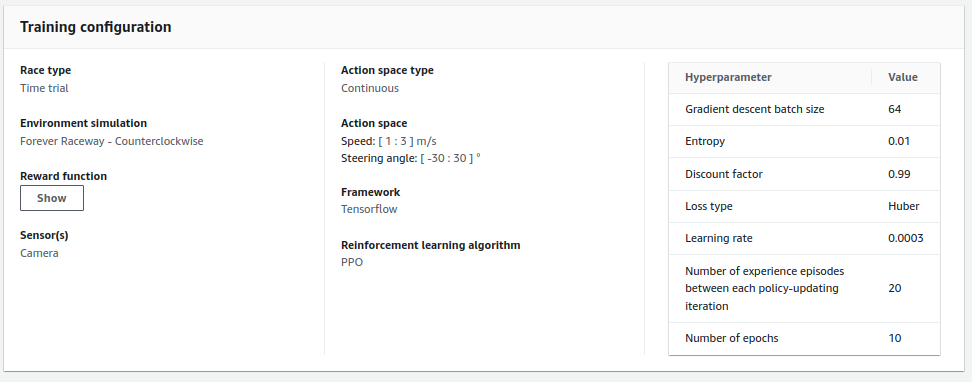 Training configuration
Race type
Time trial
Environment simulation
Forever Raceway - Counterclockwise
Reward function
Show
Sensor(s)
Camera
Action space type
Continuous
Action space
Speed: [ 1 : 3 ] m/s
Steering angle: [ -30 : 30 ] °
Framework
Tensorflow
Reinforcement learning algorithm
PPO
Hyperparameter Value
Gradient descent batch size 64
Entropy 0.01
Discount factor 0.99
Loss type Huber
Learning rate 0.0003
Number of experience episodes
between each policy-updating 20
iteration
Number of epochs 10